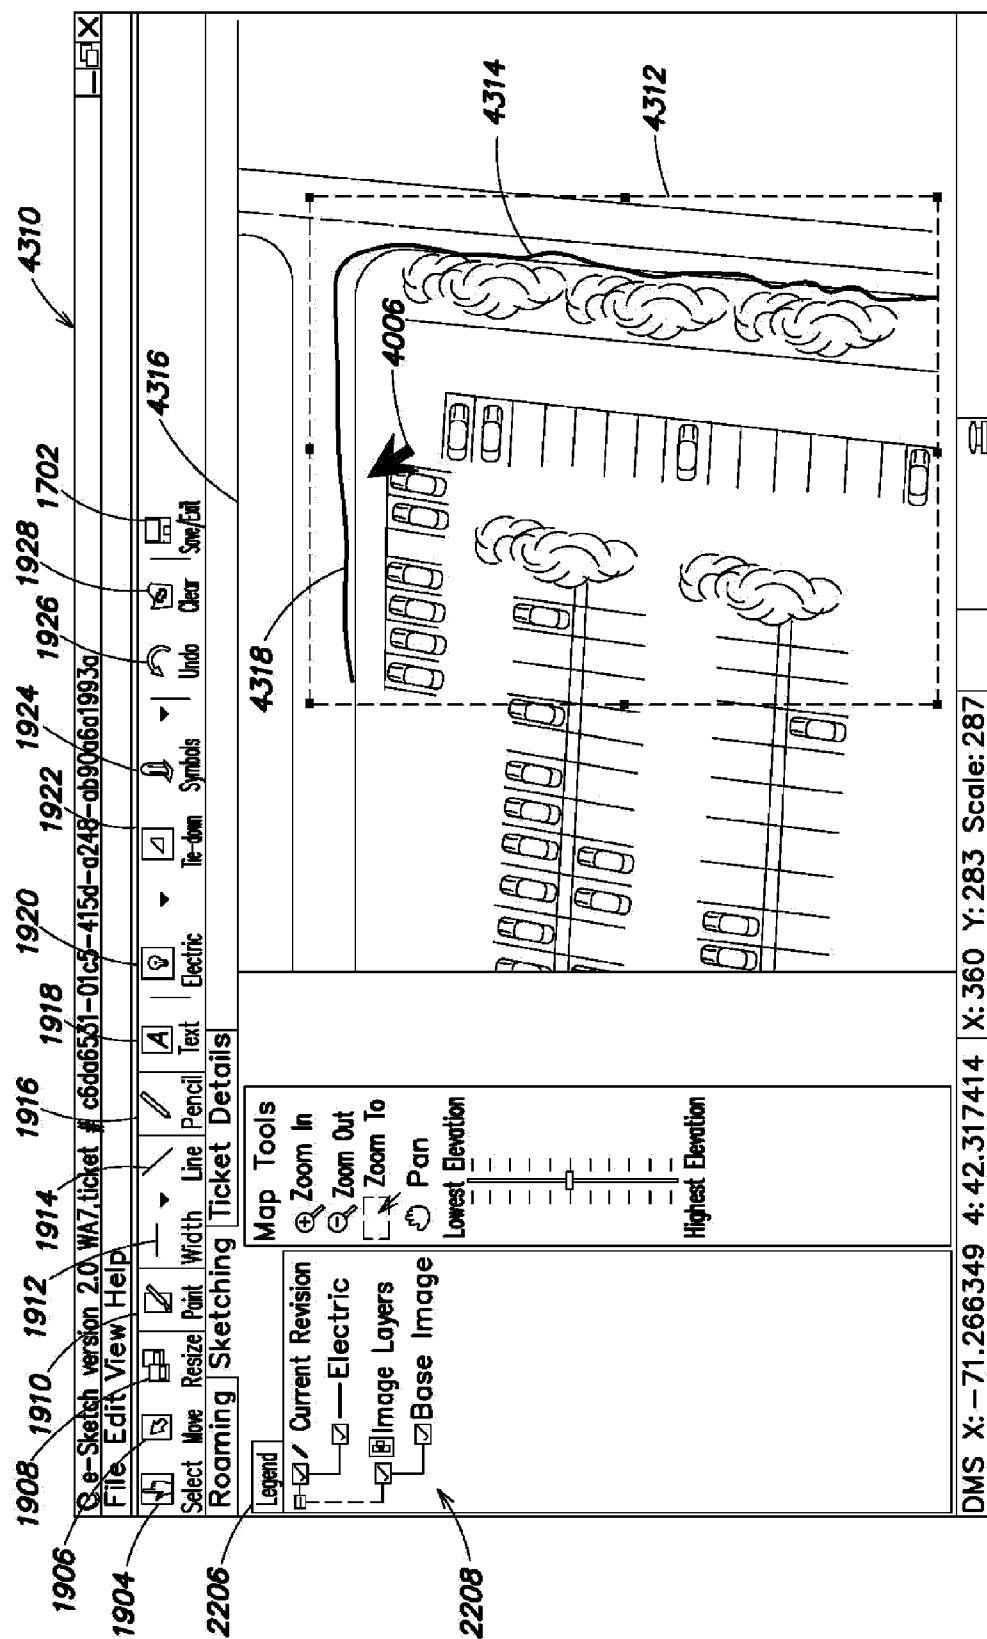 4310
e-Sketch version 2.0 WA7,ticket # c6da6531-01c5-415d-a248-ab90a6a1993a
File Edit View Help
1904
1906
1908
1910
1912
1914
1916
1918
1920
1922
1924
1926
1928
1702
Select Move Resize Paint Width Line Pencil Text Electric Tie-down Symbols Undo Clear Save/Exit
Roaming Sketching Ticket Details
2206
Legend
Current Revision
Electric
Image Layers
Base Image
2208
Map Tools
Zoom In
Zoom Out
Zoom To
Pan
Lowest Elevation
Highest Elevation
4316
4318
4006
4314
4312
DMS X: -71.266349 4: 42.317414 X: 360 Y: 283 Scale: 287